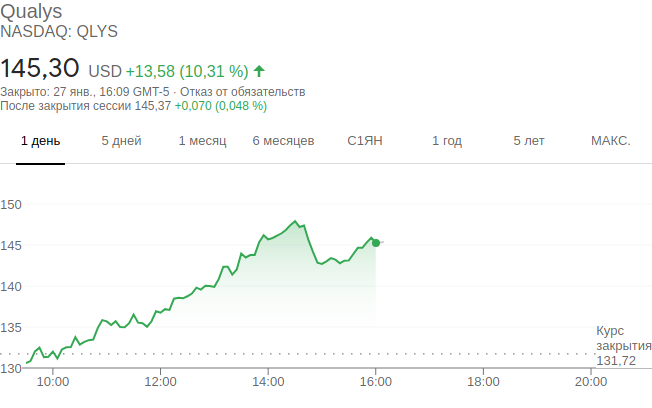 Qualys
NASDAQ: QLYS
145,30 USD +13,58 (10,31 %)
Закрыто: 27 янв., 16:09 GMT-5 · Отказ от обязательств
После закрытия сессии 145,37 +0,070 (0,048 %)
1 день 5 дней 1 месяц 6 месяцев С1ЯН 1 год 5 лет МАКС.
150
145
140
135
Курс
закрытия
131,72
130
10:00 12:00 14:00 16:00 18:00 20:00